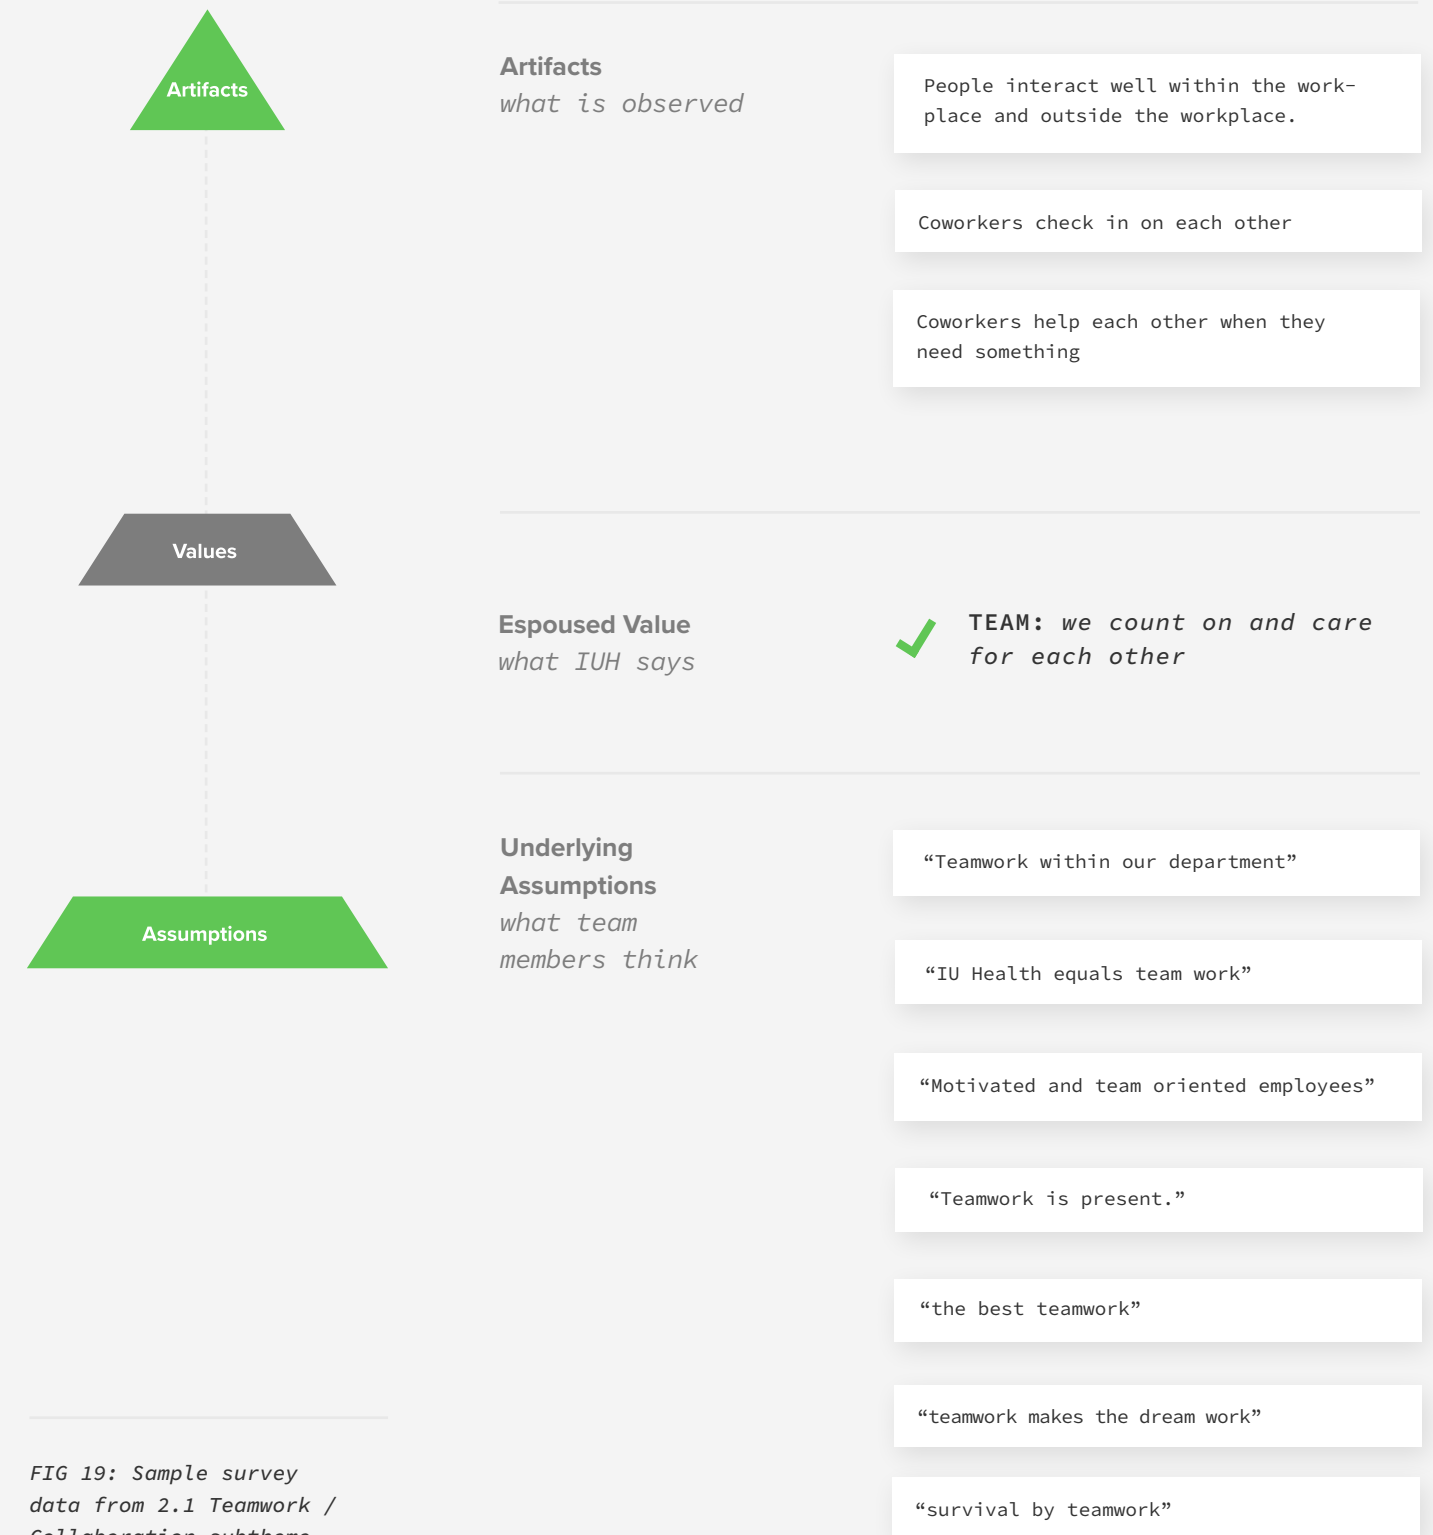 Artifacts
Artifacts
what is observed
People interact well within the work-
place and outside the workplace.
Coworkers check in on each other
Coworkers help each other when they
need something
Values
Espoused Value
what IUH says
TEAM: we count on and care
for each other
Assumptions
Underlying
Assumptions
what team
members think
“Teamwork within our department”
“IU Health equals team work”
“Motivated and team oriented employees”
“Teamwork is present.”
“the best teamwork”
“teamwork makes the dream work”
“survival by teamwork”
FIG 19: Sample survey
data from 2.1 Teamwork /
Collaboration subtheme